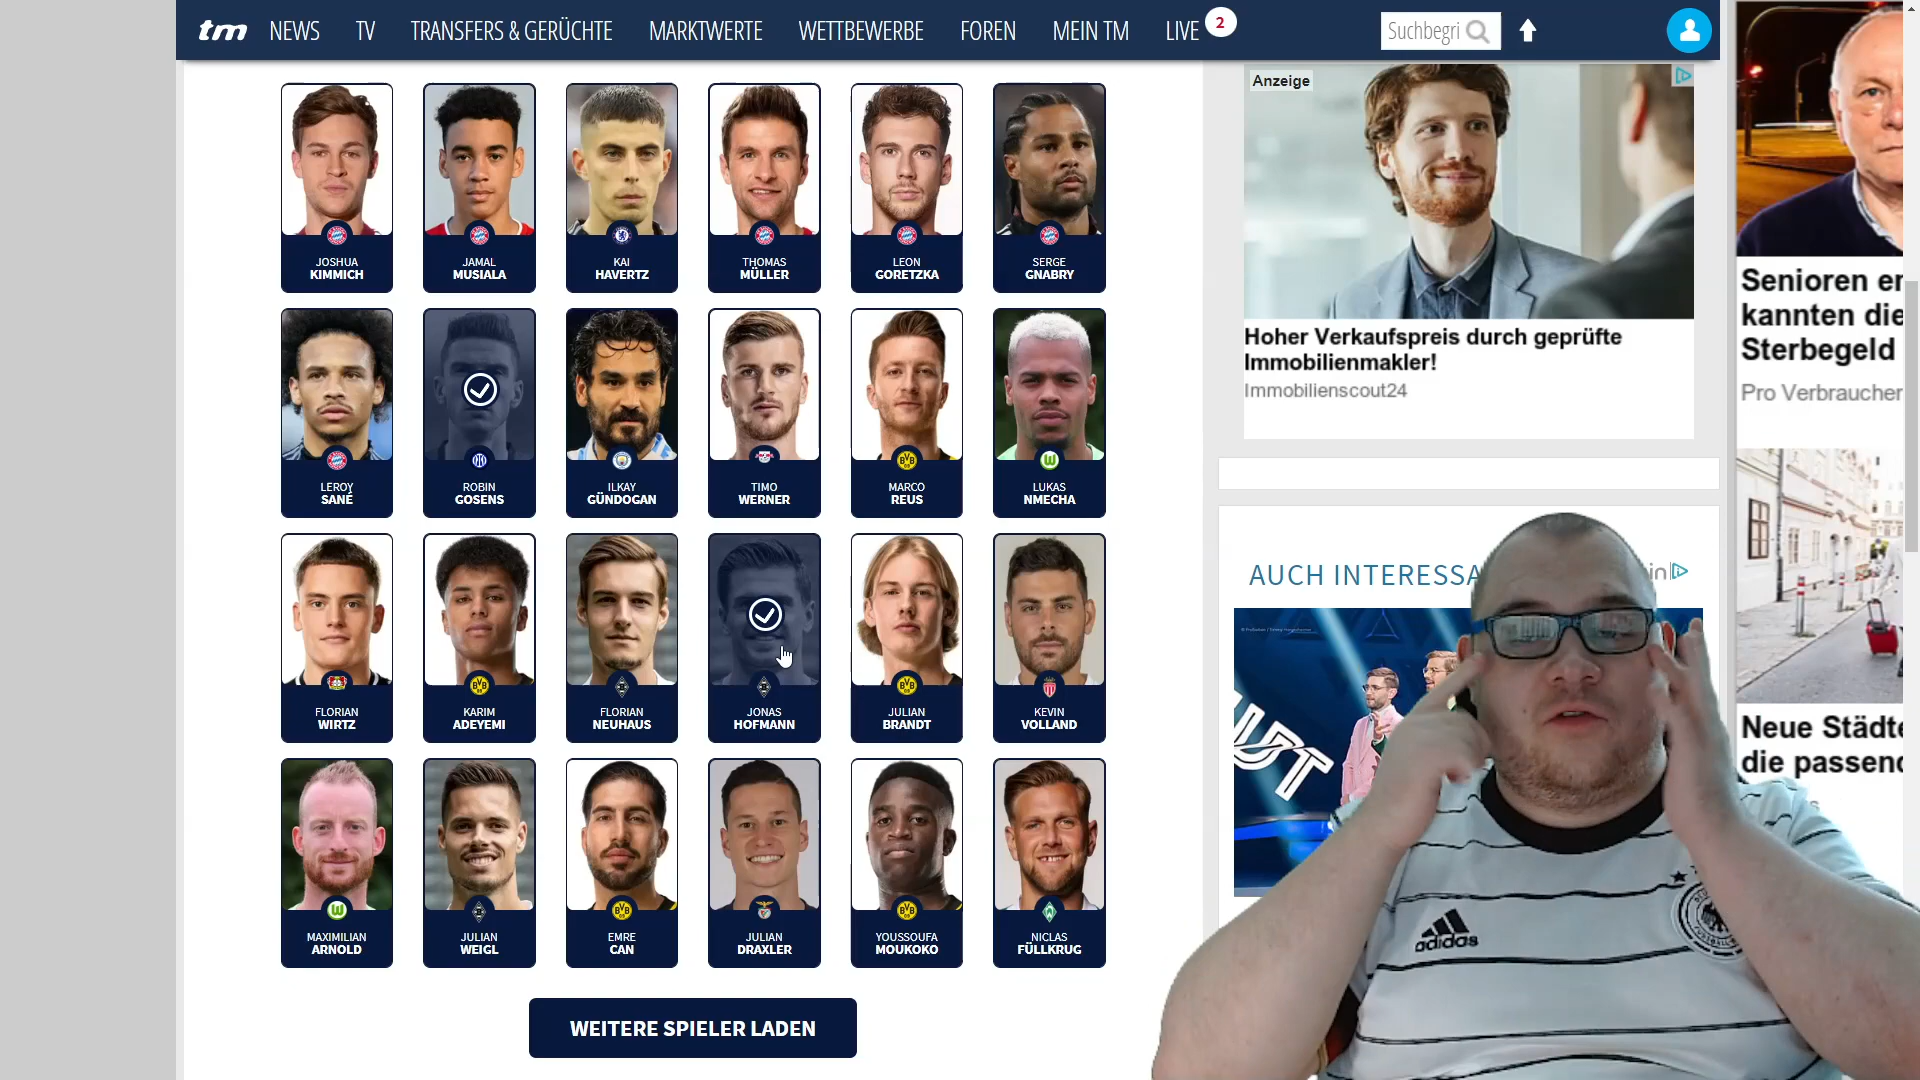 tm NEWS TV TRANSFERS & GERÜCHTE MARKTWERTE WETTBEWERBE FOREN MEIN TM LIVE 2 Suchbegri
Anzeige
JOSHUA
KIMMICH
JAMAL
MUSIALA
KAI
HAVERTZ
THOMAS
MÜLLER
LEON
GORETZKA
SERGE
GNABRY
LEROY
SANÉ
ROBIN
GOSENS
ILKAY
GÜNDOGAN
TIMO
WERNER
MARCO
REUS
LUKAS
NMECHA
FLORIAN
WIRTZ
KARIM
ADEYEMI
FLORIAN
NEUHAUS
JONAS
HOFMANN
JULIAN
BRANDT
KEVIN
VOLLAND
MAXIMILIAN
ARNOLD
JULIAN
WEIGL
EMRE
CAN
JULIAN
DRAXLER
YOUSSOUFA
MOUKOKO
NICLAS
FÜLLKRUG
WEITERE SPIELER LADEN
Hoher Verkaufspreis durch geprüfte
Immobilienmakler!
Immobilienscout24
AUCH INTERESSA
adidas
Senioren er
kannten die
Sterbegeld
Pro Verbraucher
Neue Städte
die passend